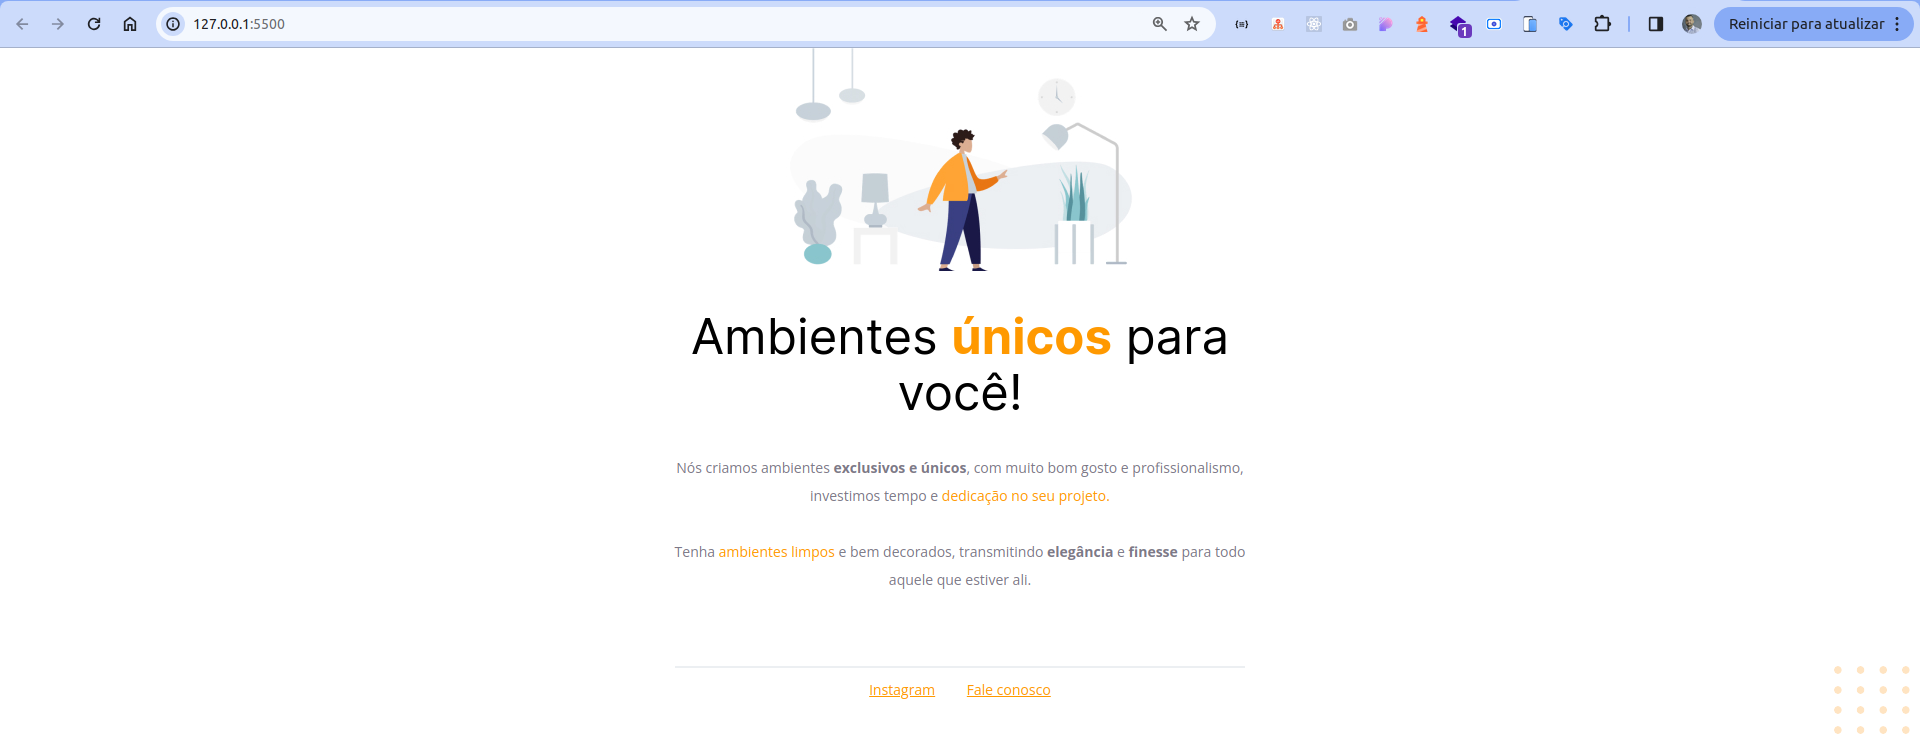 127.0.0.1:5500
1
Reiniciar para atualizar
Ambientes únicos para
você!
Nós criamos ambientes exclusivos e únicos, com muito bom gosto e profissionalismo,
investimos tempo e dedicação no seu projeto.
Tenha ambientes limpos e bem decorados, transmitindo elegância e finesse para todo
aquele que estiver ali.
Instagram Fale conosco